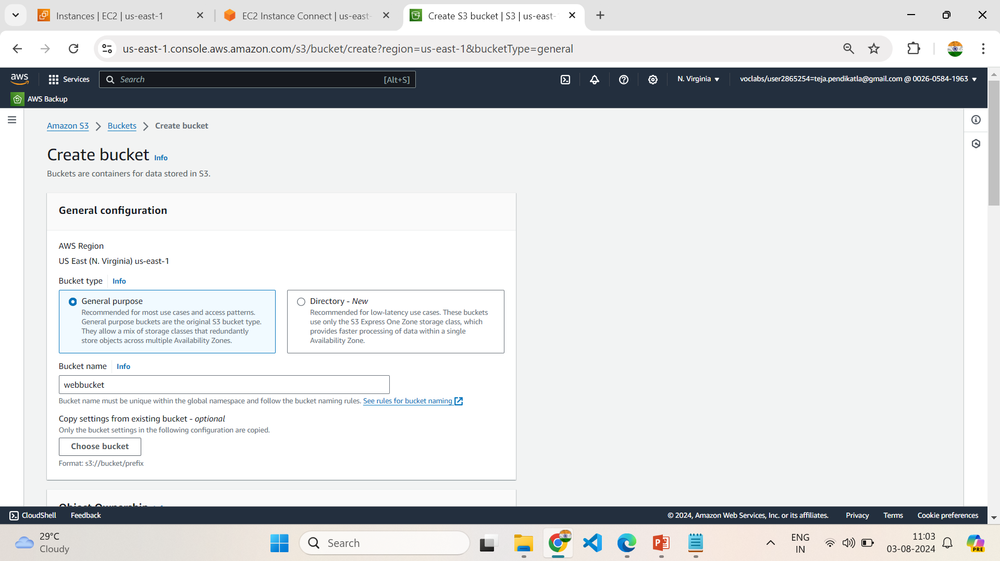 Instances | EC2 | us-east-1
EC2 Instance Connect | us-east-
Create S3 bucket | S3 | us-east-
us-east-1.console.aws.amazon.com/s3/bucket/create?region=us-east-1&bucketType=general
aws
Services
Search
[Alt+S]
N. Virginia
voclabs/user2865254=teja.pendikatla@gmail.com @ 0026-0584-1963
AWS Backup
Amazon S3
Buckets
Create bucket
Create bucket Info
Buckets are containers for data stored in S3.
General configuration
AWS Region
US East (N. Virginia) us-east-1
Bucket type
Info
General purpose
Recommended for most use cases and access patterns.
General purpose buckets are the original S3 bucket type.
They allow a mix of storage classes that redundantly
store objects across multiple Availability Zones.
Directory - New
Recommended for low-latency use cases. These buckets
use only the S3 Express One Zone storage class, which
provides faster processing of data within a single
Availability Zone.
Bucket name
Info
webbucket
Bucket name must be unique within the global namespace and follow the bucket naming rules. See rules for bucket naming
Copy settings from existing bucket - optional
Only the bucket settings in the following configuration are copied.
Choose bucket
Format: s3://bucket/prefix
Object Ownership
CloudShell
Feedback
© 2024, Amazon Web Services, Inc. or its affiliates.
Privacy
Terms
Cookie preferences
29°C
Cloudy
Search
ENG
IN
11:03
03-08-2024
PRE